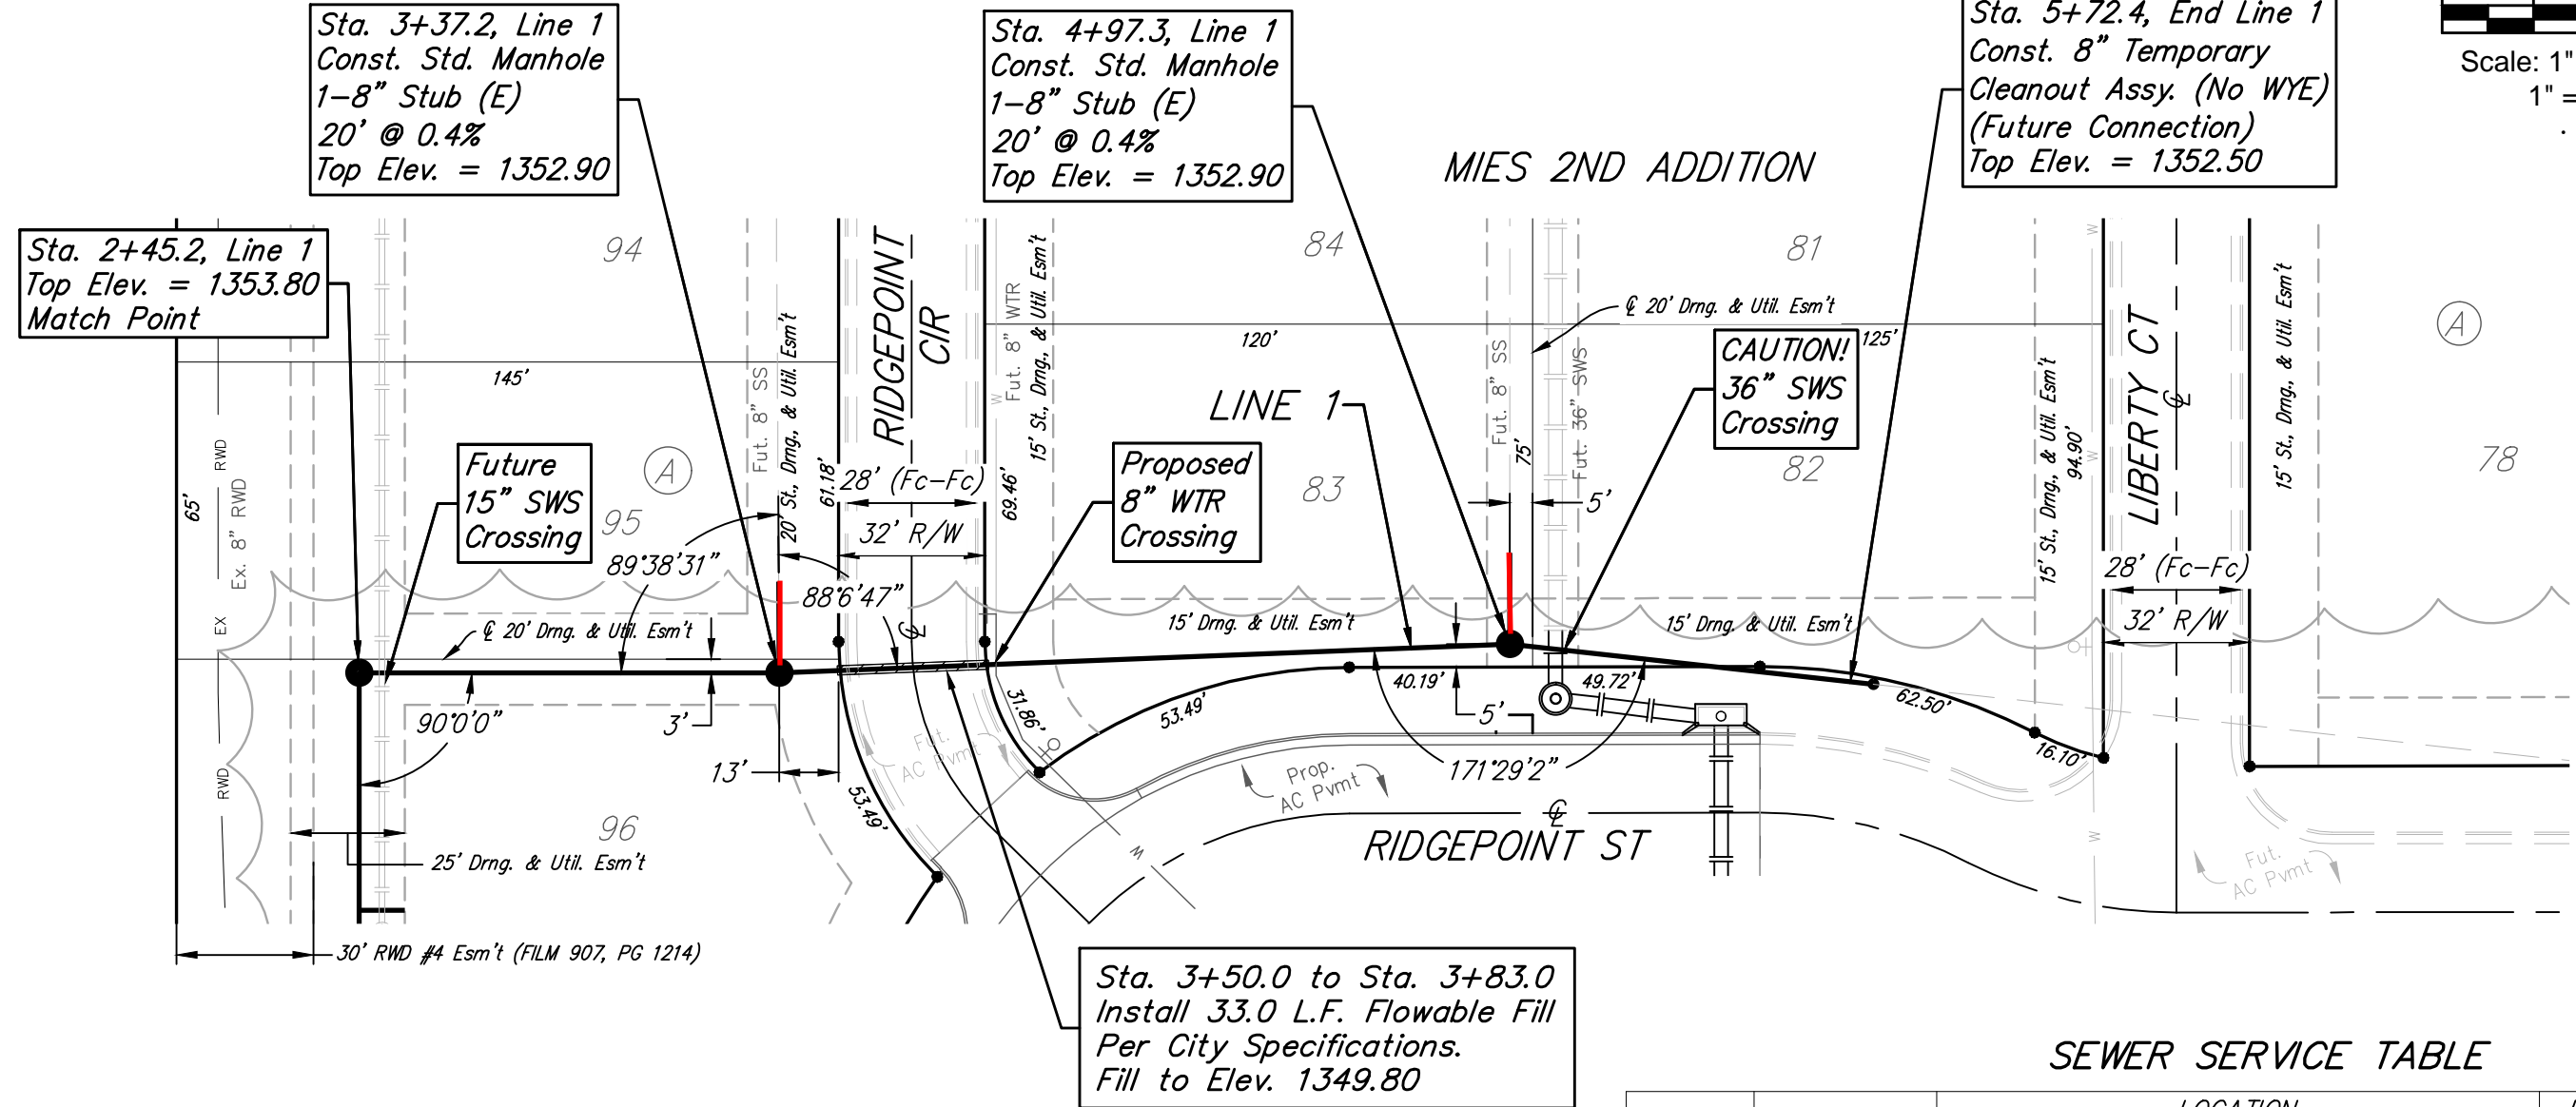 Sta. 3+37.2, Line 1
Const. Std. Manhole
1-8" Stub (E)
20' @ 0.4%
Top Elev. = 1352.90
Sta. 4+97.3, Line 1
Const. Std. Manhole
1-8" Stub (E)
20' @ 0.4%
Top Elev. = 1352.90
Sta. 5+72.4, End Line 1
Const. 8" Temporary
Cleanout Assy. (No WYE)
(Future Connection)
Top Elev. = 1352.50
Scale: 1"
1" =
MIES 2ND ADDITION
Sta. 2+45.2, Line 1
Top Elev. = 1353.80
Match Point
94
84
81
RIDGEPOINT
CIR
Fut. 8" WTR
15' St., Drng., & Util. Esm't
℄ 20' Drng. & Util. Esm't
15' St., Drng., & Util. Esm't
A
145'
120'
125'
Fut. 8" SS
20' St., Drng., & Util. Esm't
LINE 1
Fut. 8" SS
75'
Fut. 36" SWS
CAUTION!
36" SWS
Crossing
LIBERTY CT
℄
15' St., Drng., & Util. Esm't
94.90'
65'
RWD
Ex. 8" RWD
EX
RWD
Future
15" SWS
Crossing
A
95
61.18'
28' (Fc-Fc)
32' R/W
69.46'
W
Proposed
8" WTR
Crossing
83
82
78
5'
W
W
89°38'31"
88°6'47"
28' (Fc-Fc)
32' R/W
℄ 20' Drng. & Util. Esm't
℄
15' Drng. & Util. Esm't
15' Drng. & Util. Esm't
90°0'0"
3'
13'
31.86'
53.49'
40.19'
49.72'
5'
62.50'
16.10'
171°29'2"
Fut.
AC Pvmt
Prop.
AC Pvmt
53.49'
96
W
℄
RIDGEPOINT ST
W
Fut.
AC Pvmt
25' Drng. & Util. Esm't
30' RWD #4 Esm't (FILM 907, PG 1214)
Sta. 3+50.0 to Sta. 3+83.0
Install 33.0 L.F. Flowable Fill
Per City Specifications.
Fill to Elev. 1349.80
SEWER SERVICE TABLE
LOCATION